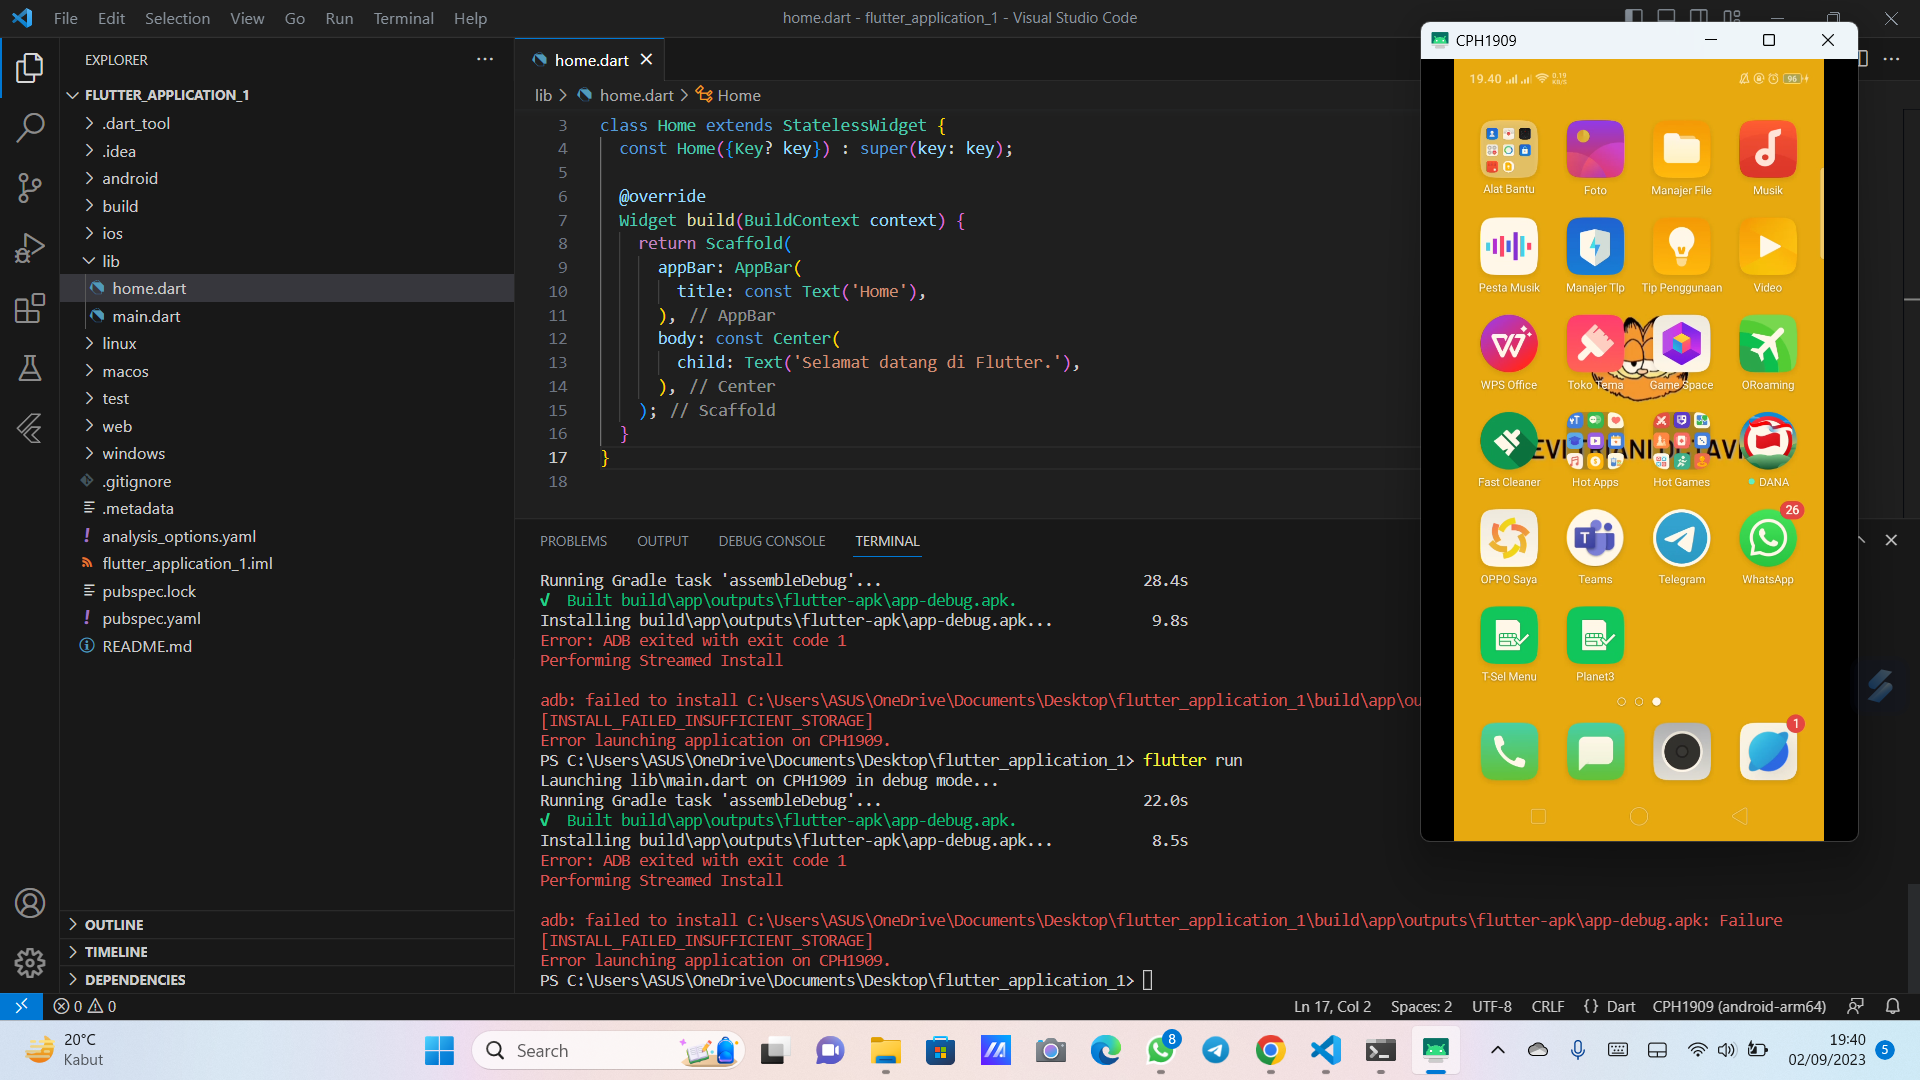 File Edit Selection View Go Run Terminal Help
home.dart - flutter_application_1 - Visual Studio Code
EXPLORER
FLUTTER_APPLICATION_1
.dart_tool
.idea
android
build
ios
lib
home.dart
main.dart
linux
macos
test
web
windows
.gitignore
.metadata
analysis_options.yaml
flutter_application_1.iml
pubspec.lock
pubspec.yaml
README.md
OUTLINE
TIMELINE
DEPENDENCIES
home.dart
lib > home.dart > Home
3 class Home extends StatelessWidget {
4 const Home({Key? key}) : super(key: key);
5
6 @override
7 Widget build(BuildContext context) {
8 return Scaffold(
9 appBar: AppBar(
10 title: const Text('Home'),
11 ), // AppBar
12 body: const Center(
13 child: Text('Selamat datang di Flutter.'),
14 ), // Center
15 ); // Scaffold
16 }
17 }
18
PROBLEMS OUTPUT DEBUG CONSOLE TERMINAL
Running Gradle task 'assembleDebug'... 28.4s
√ Built build\app\outputs\flutter-apk\app-debug.apk.
Installing build\app\outputs\flutter-apk\app-debug.apk... 9.8s
Error: ADB exited with exit code 1
Performing Streamed Install
adb: failed to install C:\Users\ASUS\OneDrive\Documents\Desktop\flutter_application_1\build\app\ou
[INSTALL_FAILED_INSUFFICIENT_STORAGE]
Error launching application on CPH1909.
PS C:\Users\ASUS\OneDrive\Documents\Desktop\flutter_application_1> flutter run
Launching lib\main.dart on CPH1909 in debug mode...
Running Gradle task 'assembleDebug'... 22.0s
√ Built build\app\outputs\flutter-apk\app-debug.apk.
Installing build\app\outputs\flutter-apk\app-debug.apk... 8.5s
Error: ADB exited with exit code 1
Performing Streamed Install
adb: failed to install C:\Users\ASUS\OneDrive\Documents\Desktop\flutter_application_1\build\app\outputs\flutter-apk\app-debug.apk: Failure
[INSTALL_FAILED_INSUFFICIENT_STORAGE]
Error launching application on CPH1909.
PS C:\Users\ASUS\OneDrive\Documents\Desktop\flutter_application_1>
CPH1909
19.40 0.19 KB/S 96
Alat Bantu Foto Manajer File Musik
Pesta Musik Manajer Tlp Tip Penggunaan Video
WPS Office Toko Tema Game Space ORoaming
Fast Cleaner Hot Apps Hot Games DANA
26
OPPO Saya Teams Telegram WhatsApp
T-Sel Menu Planet3
1
0 0 Ln 17, Col 2 Spaces: 2 UTF-8 CRLF {} Dart CPH1909 (android-arm64)
20°C
Kabut
Search
8
19:40
02/09/2023
5